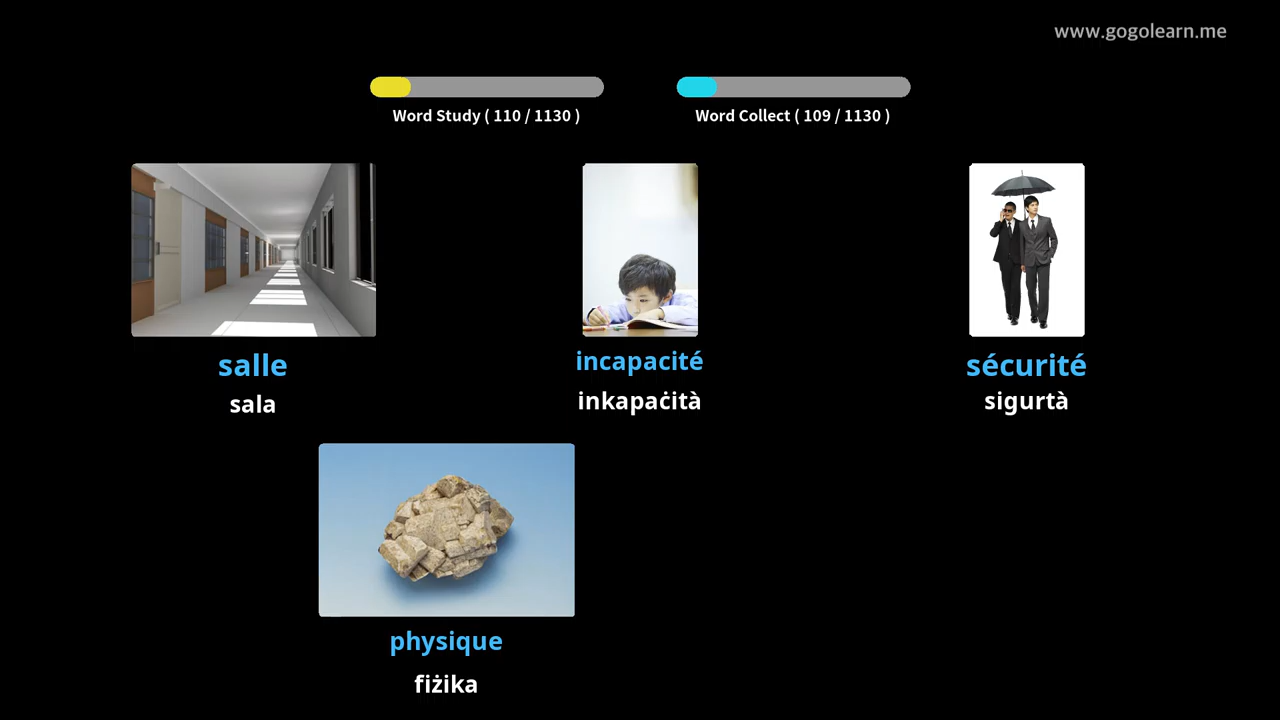 www.gogolearn.me
Word Study ( 110 / 1130 )
Word Collect ( 109 / 1130 )
salle
sala
incapacité
inkapaċità
sécurité
sigurtà
physique
fiżika